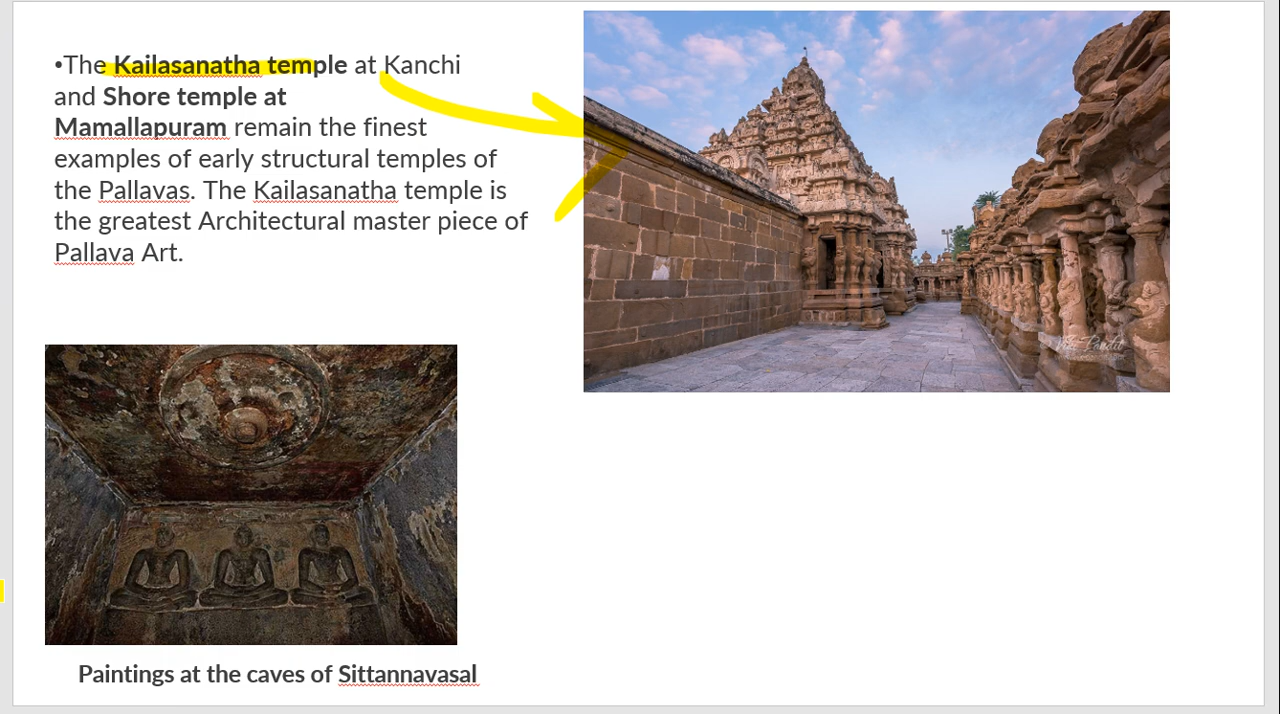 •The Kailasanatha temple at Kanchi
and Shore temple at
Mamallapuram remain the finest
examples of early structural temples of
the Pallavas. The Kailasanatha temple is
the greatest Architectural master piece of
Pallava Art.
Paintings at the caves of Sittannavasal